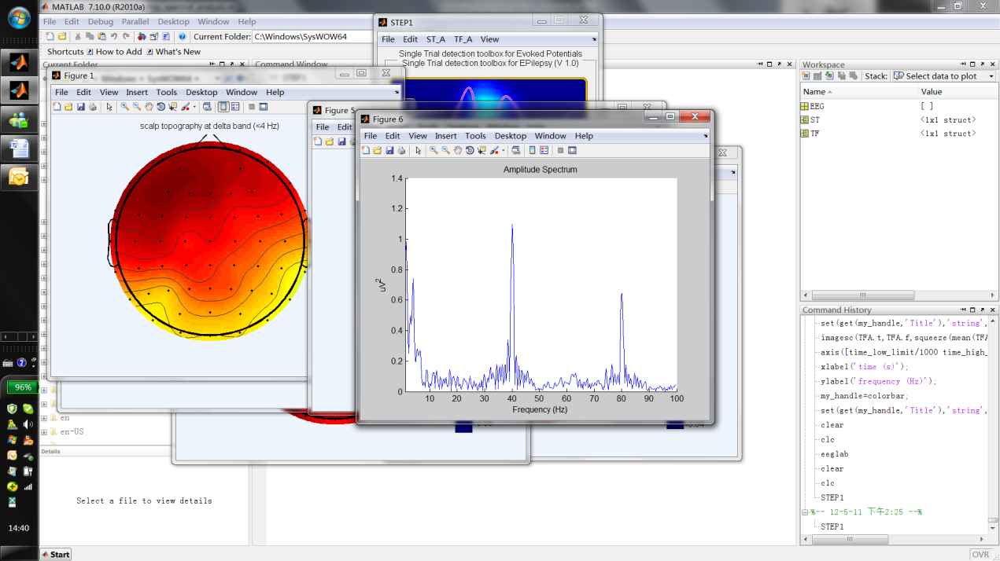 MATLAB 7.10.0 (R2010a)
File Edit Debug Parallel Desktop Window Help
Current Folder: C:\Windows\SysWOW64
Shortcuts How to Add What's New
Current Folder
Command Window
STEP1
File Edit ST_A TF_A View
Single Trial detection toolbox for Evoked Potentials
Single Trial detection toolbox for EPilepsy (V 1.0)
Figure 1
File Edit View Insert Tools Desktop Window Help
scalp topography at delta band (<4 Hz)
Figure 5
File Edit
Figure 6
File Edit View Insert Tools Desktop Window Help
Amplitude Spectrum
1.4
1.2
1
0.8
0.6
0.4
0.2
0
uV²
10 20 30 40 50 60 70 80 90 100
Frequency (Hz)
Workspace
Stack: Select data to plot
Name Value
EEG [ ]
ST <1x1 struct>
TF <1x1 struct>
Command History
set(get(my_handle,'Title'),'string',
imagesc(TFA.t,TFA.f,squeeze(mean(TFA
axis([time_low_limit/1000 time_high_
xlabel('time (s)');
ylabel('frequency (Hz)');
my_handle=colorbar;
set(get(my_handle,'Title'),'string',
clear
clc
eeglab
clear
clc
STEP1
%-- 12-5-11 下午2:25 --%
STEP1
en
en-US
Details
Select a file to view details
96%
14:40
Start
OVR